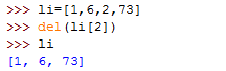 >>> li=[1,6,2,73]
>>> del(li[2])
>>> li
[1, 6, 73]